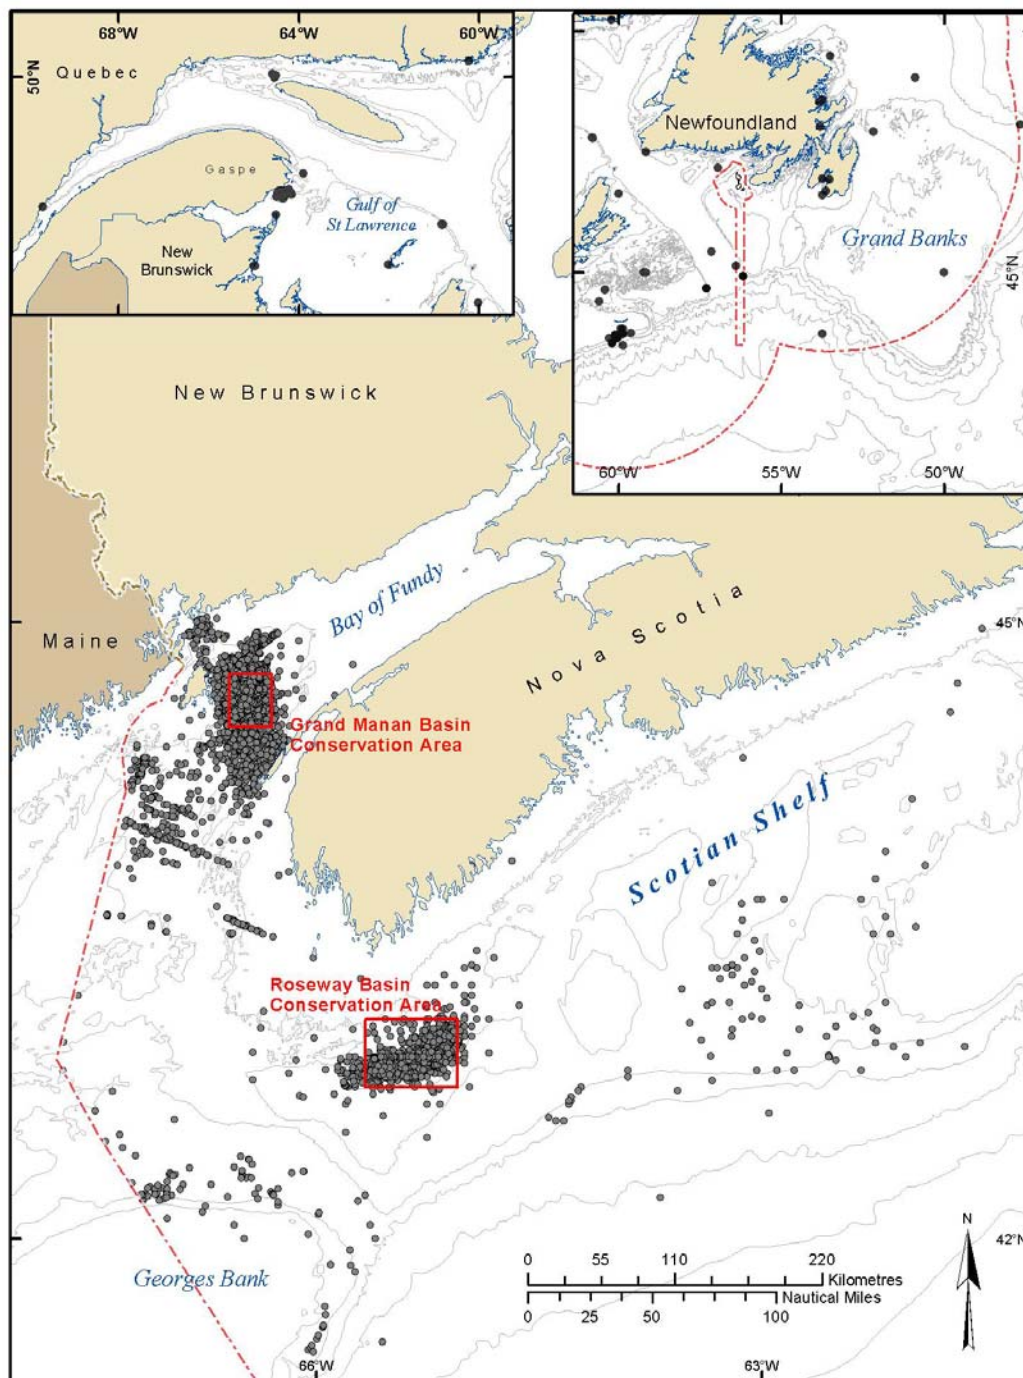 68°W
64°W
60°W
50°N
Quebec
Gaspe
Gulf of
St Lawrence
New
Brunswick
Newfoundland
Grand Banks
45°N
60°W
55°W
50°W
New Brunswick
Maine
Bay of Fundy
Nova Scotia
45°N
Grand Manan Basin
Conservation Area
Scotian Shelf
Roseway Basin
Conservation Area
Georges Bank
42°N
N
0 55 110 220
Kilometres
Nautical Miles
0 25 50 100
66°W
63°W